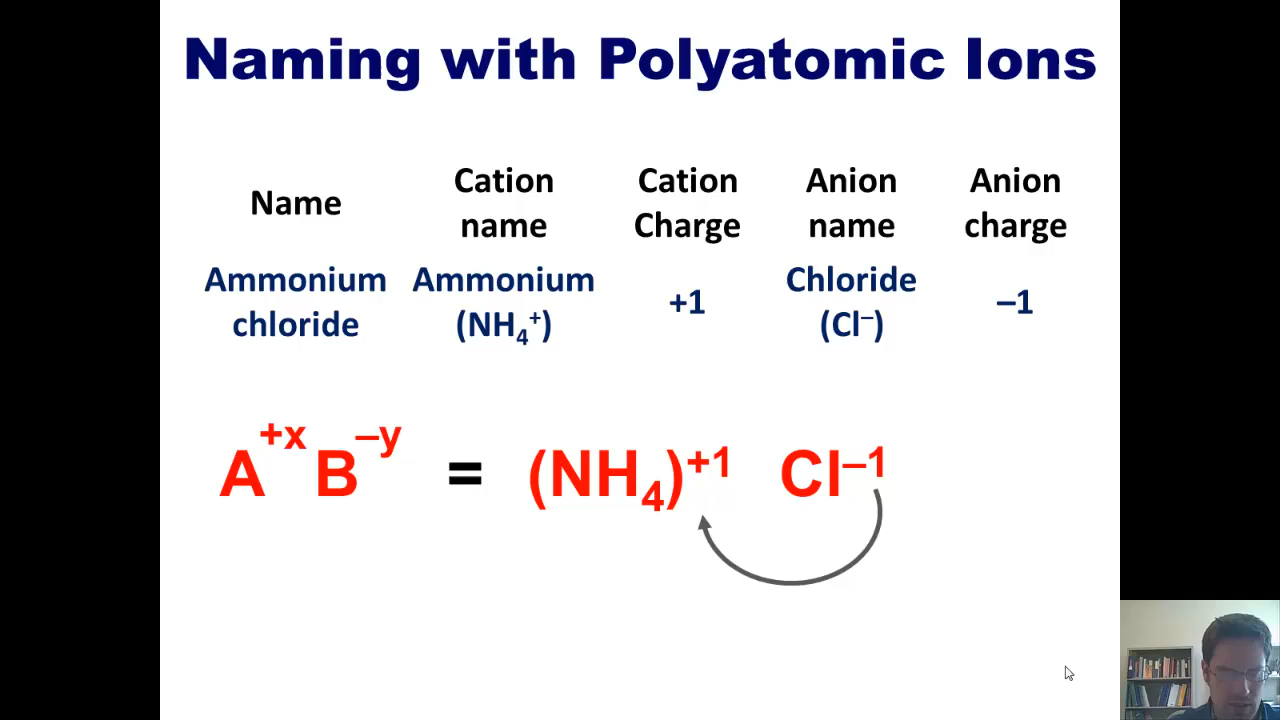 Naming with Polyatomic Ions
Name Cation name Cation Charge Anion name Anion charge
Ammonium chloride Ammonium (NH₄⁺) +1 Chloride (Cl⁻) –1
A⁺ˣ B⁻ʸ = (NH₄)⁺¹ Cl⁻¹